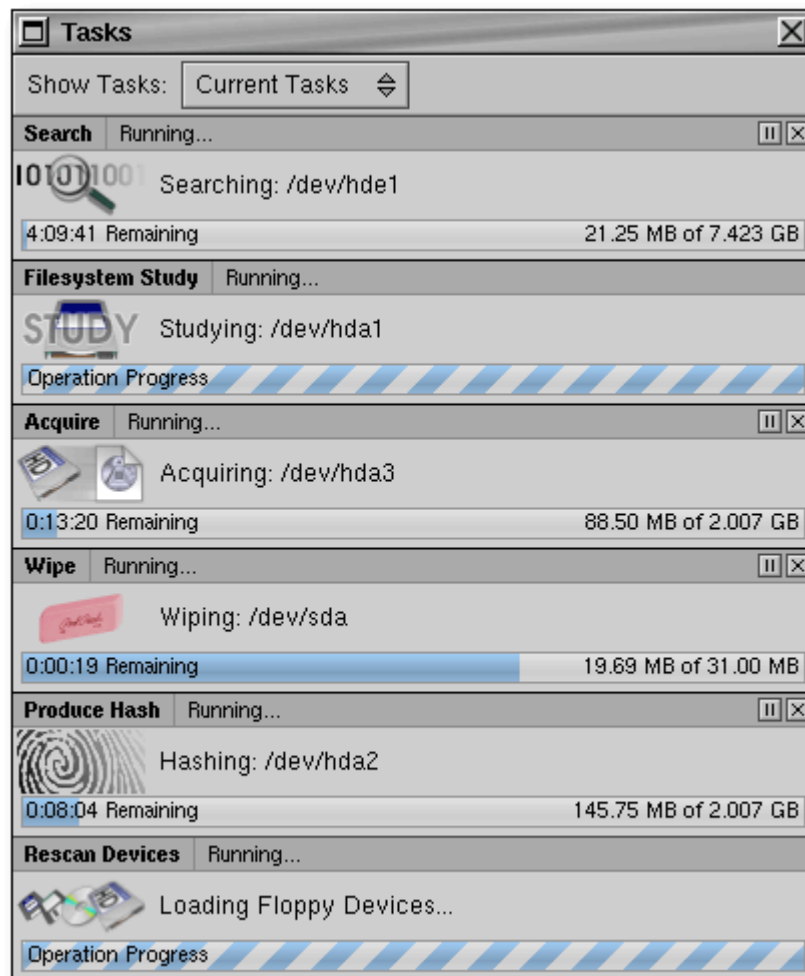 Tasks
Show Tasks: Current Tasks
Search Running...
101011001
Searching: /dev/hde1
4:09:41 Remaining 21.25 MB of 7.423 GB
Filesystem Study Running...
STUDY
Studying: /dev/hda1
Operation Progress
Acquire Running...
HD
Acquiring: /dev/hda3
0:13:20 Remaining 88.50 MB of 2.007 GB
Wipe Running...
Wiping: /dev/sda
0:00:19 Remaining 19.69 MB of 31.00 MB
Produce Hash Running...
Hashing: /dev/hda2
0:08:04 Remaining 145.75 MB of 2.007 GB
Rescan Devices Running...
HD
Loading Floppy Devices...
Operation Progress